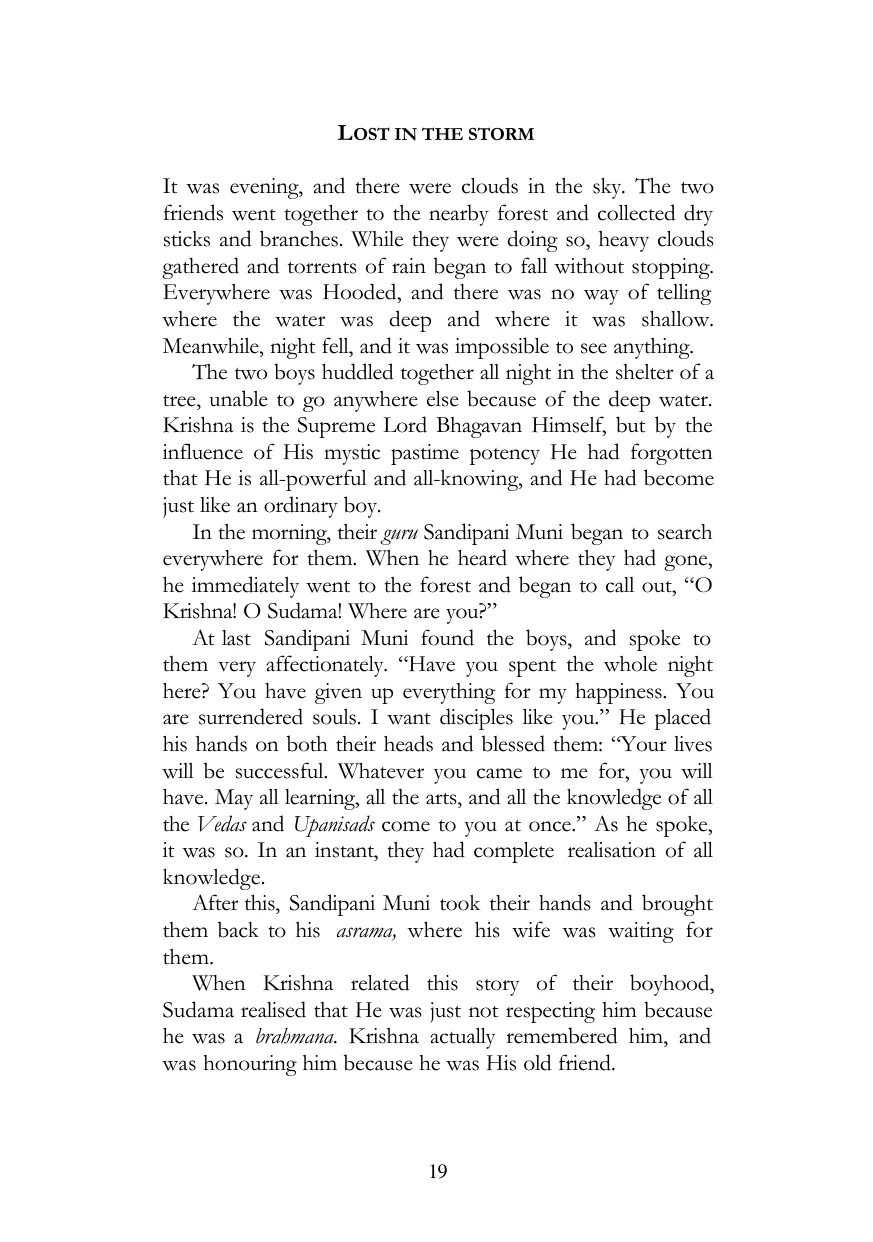 LOST IN THE STORM
It was evening, and there were clouds in the sky. The two
friends went together to the nearby forest and collected dry
sticks and branches. While they were doing so, heavy clouds
gathered and torrents of rain began to fall without stopping.
Everywhere was Hooded, and there was no way of telling
where the water was deep and where it was shallow.
Meanwhile, night fell, and it was impossible to see anything.
The two boys huddled together all night in the shelter of a
tree, unable to go anywhere else because of the deep water.
Krishna is the Supreme Lord Bhagavan Himself, but by the
influence of His mystic pastime potency He had forgotten
that He is all-powerful and all-knowing, and He had become
just like an ordinary boy.
In the morning, their guru Sandipani Muni began to search
everywhere for them. When he heard where they had gone,
he immediately went to the forest and began to call out, “O
Krishna! O Sudama! Where are you?”
At last Sandipani Muni found the boys, and spoke to
them very affectionately. “Have you spent the whole night
here? You have given up everything for my happiness. You
are surrendered souls. I want disciples like you.” He placed
his hands on both their heads and blessed them: “Your lives
will be successful. Whatever you came to me for, you will
have. May all learning, all the arts, and all the knowledge of all
the Vedas and Upanisads come to you at once.” As he spoke,
it was so. In an instant, they had complete realisation of all
knowledge.
After this, Sandipani Muni took their hands and brought
them back to his asrama, where his wife was waiting for
them.
When Krishna related this story of their boyhood,
Sudama realised that He was just not respecting him because
he was a brahmana. Krishna actually remembered him, and
was honouring him because he was His old friend.
19